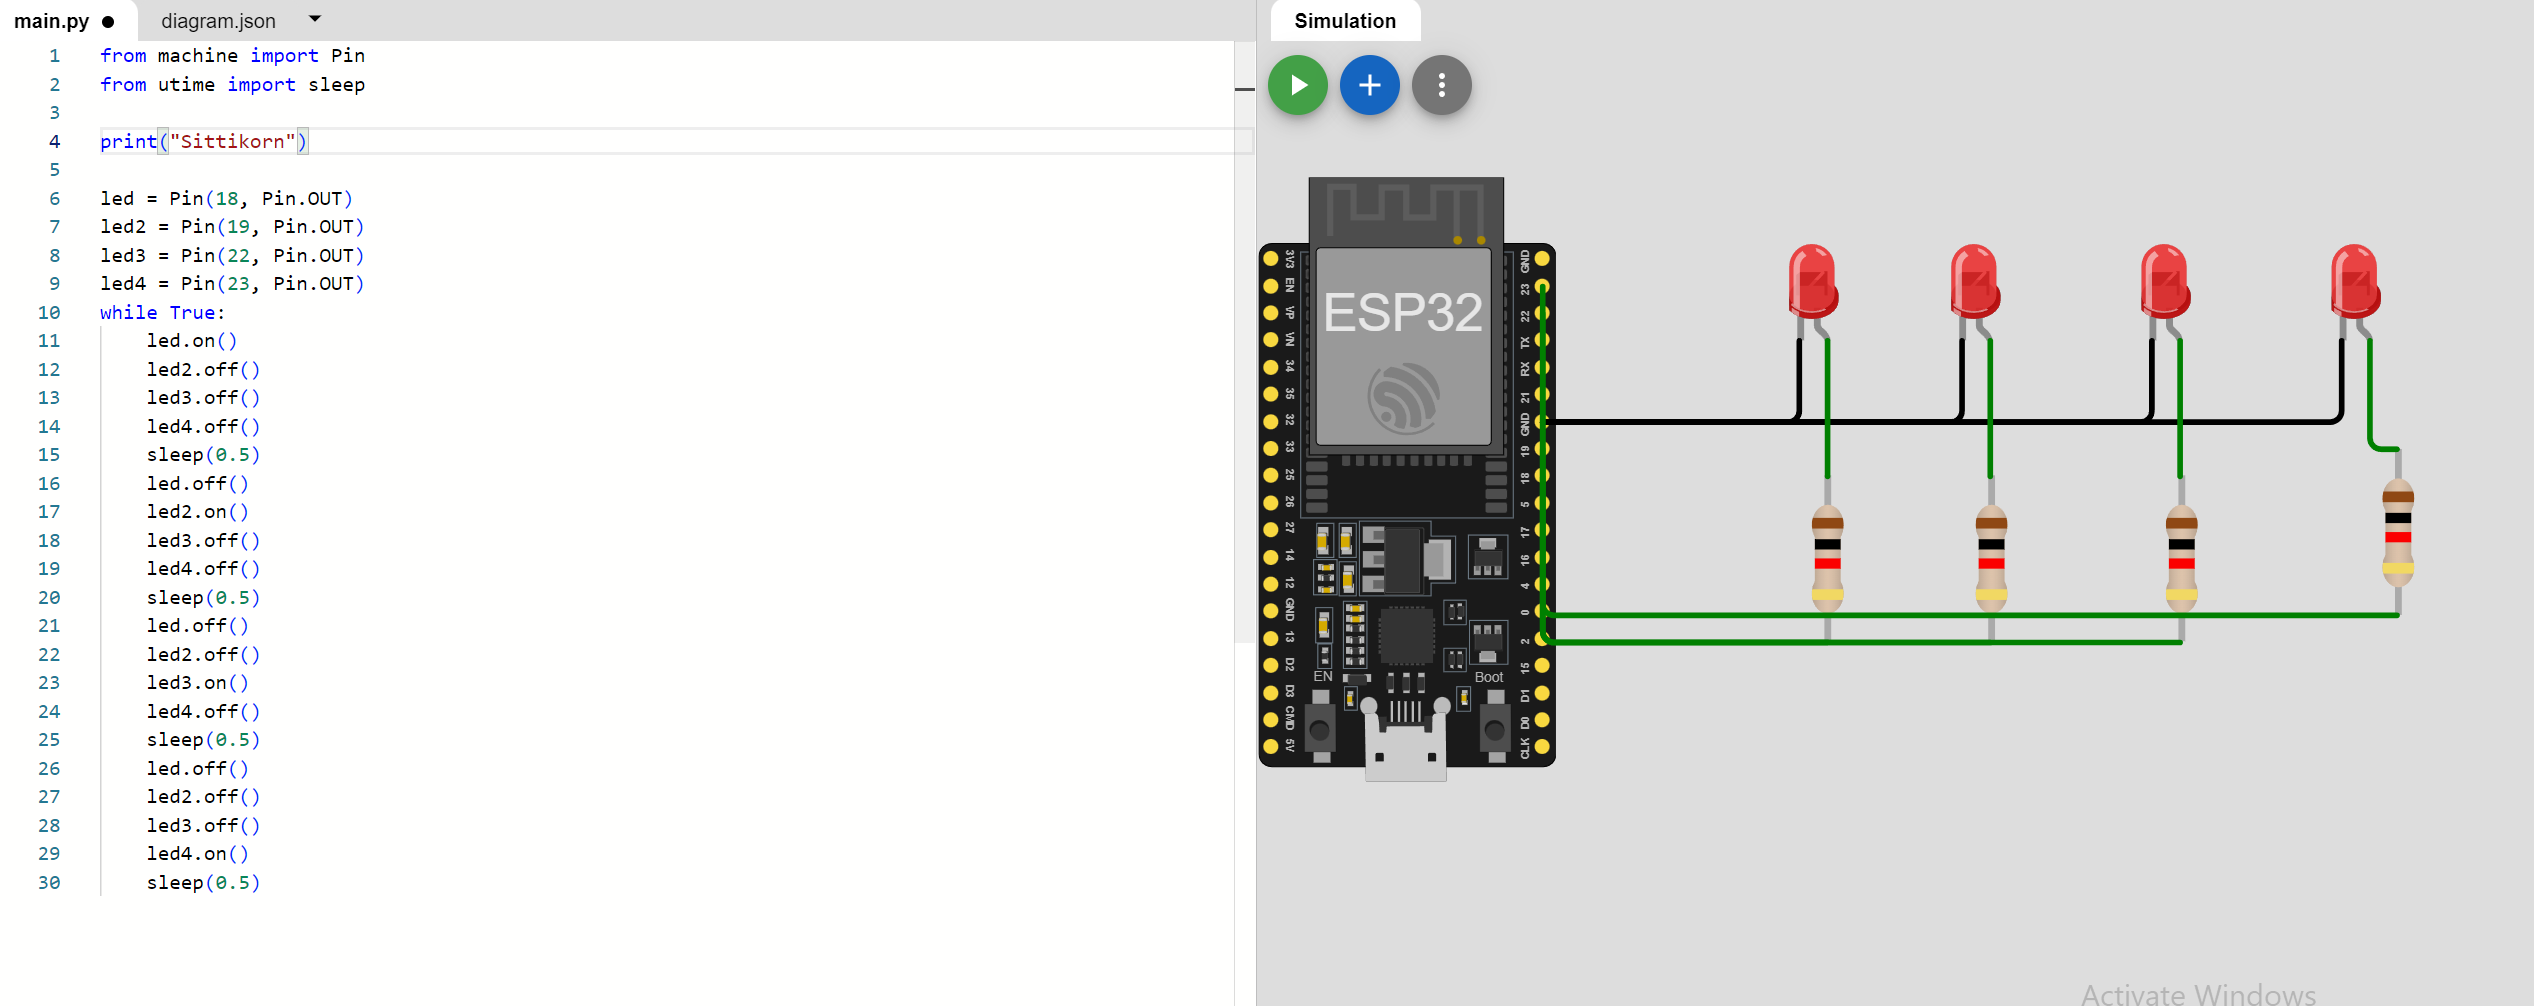 main.py ● diagram.json
1 from machine import Pin
2 from utime import sleep
3
4 print("Sittikorn")
5
6 led = Pin(18, Pin.OUT)
7 led2 = Pin(19, Pin.OUT)
8 led3 = Pin(22, Pin.OUT)
9 led4 = Pin(23, Pin.OUT)
10 while True:
11 led.on()
12 led2.off()
13 led3.off()
14 led4.off()
15 sleep(0.5)
16 led.off()
17 led2.on()
18 led3.off()
19 led4.off()
20 sleep(0.5)
21 led.off()
22 led2.off()
23 led3.on()
24 led4.off()
25 sleep(0.5)
26 led.off()
27 led2.off()
28 led3.off()
29 led4.on()
30 sleep(0.5)
Simulation
ESP32
3V3
EN
VP
VN
34
35
32
33
25
26
27
14
12
GND
13
D2
D3
CMD
5V
GND
23
22
TX
RX
21
GND
19
18
5
17
16
4
0
2
15
D1
D0
CLK
EN
Boot
Activate Windows